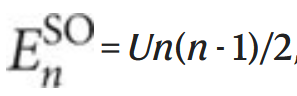 E_n^SO = Un(n - 1)/2,